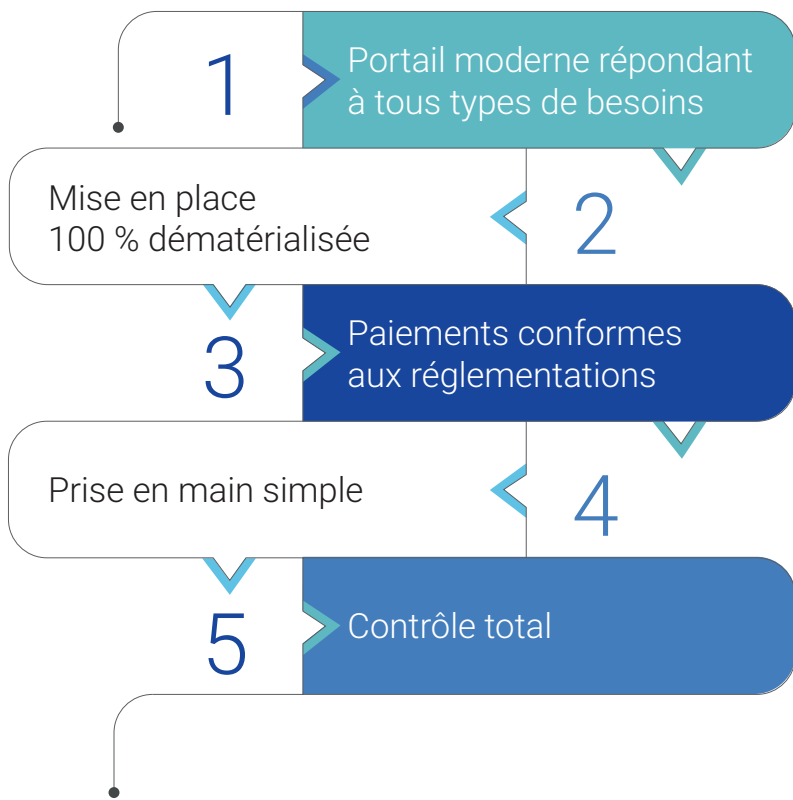 1
Portail moderne répondant
à tous types de besoins
Mise en place
100 % dématérialisée
2
3
Paiements conformes
aux réglementations
Prise en main simple
4
5
Contrôle total